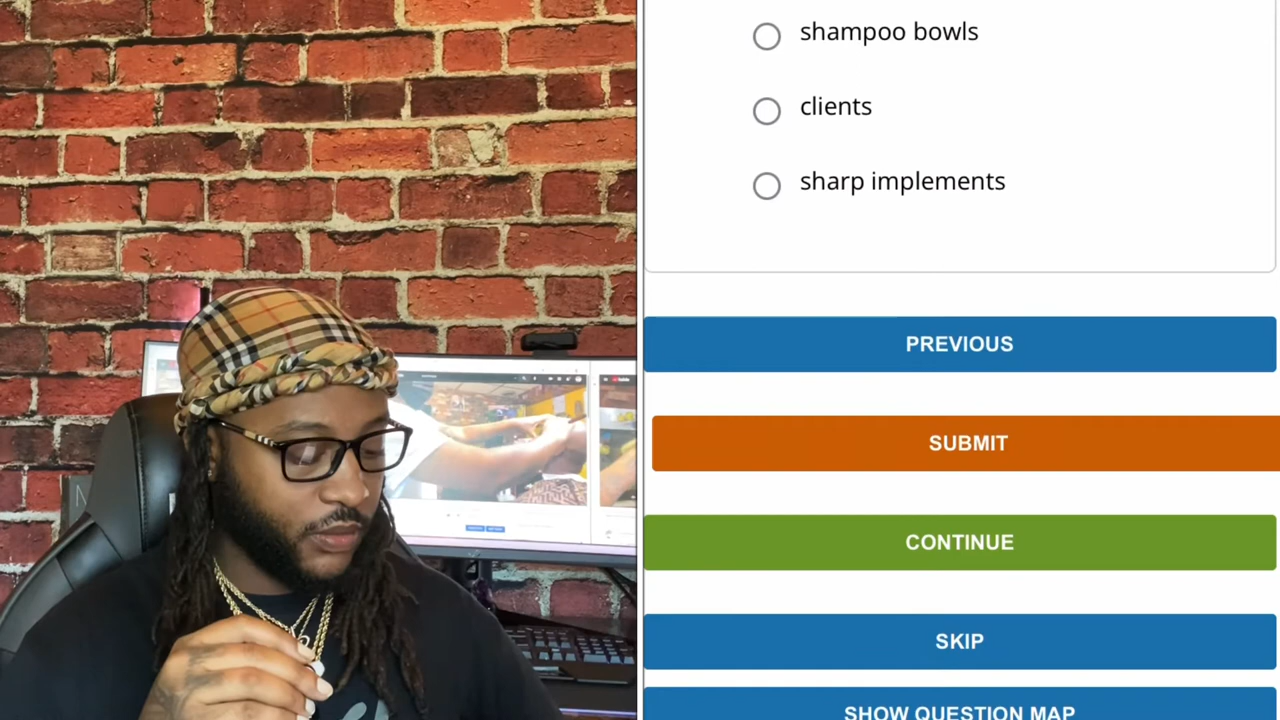 shampoo bowls
clients
sharp implements
PREVIOUS
SUBMIT
CONTINUE
SKIP
SHOW QUESTION MAP